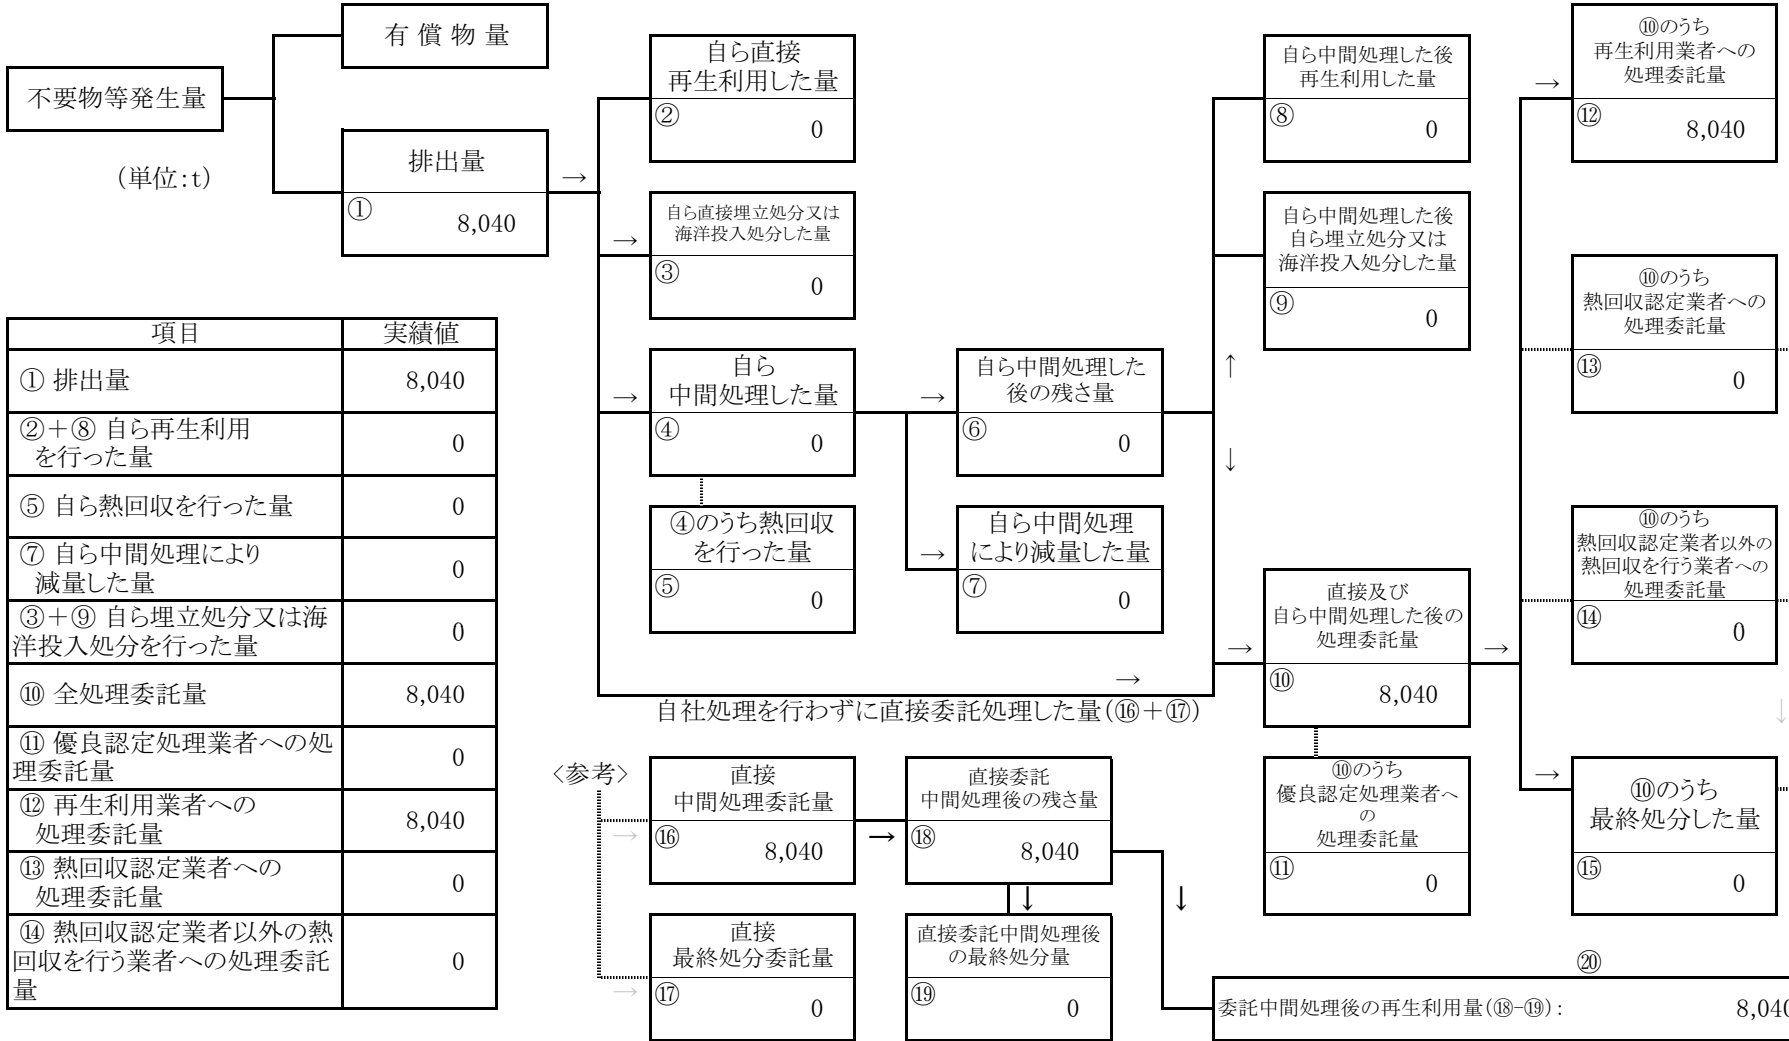 有 償 物 量
不要物等発生量
(単位:t)
排出量
→
①
8,040
自ら直接
再生利用した量
②
0
→
自ら直接埋立処分又は
海洋投入処分した量
③
0
→
自ら
中間処理した量
④
0
④のうち熱回収
を行った量
⑤
0
→
自ら中間処理した
後の残さ量
⑥
0
→
自ら中間処理
により減量した量
⑦
0
自ら中間処理した後
再生利用した量
⑧
0
自ら中間処理した後
自ら埋立処分又は
海洋投入処分した量
⑨
0
↑
↓
→
自社処理を行わずに直接委託処理した量(⑯+⑰)
→
直接及び
自ら中間処理した後の
処理委託量
⑩
8,040
→
⑩のうち
優良認定処理業者へ
の
処理委託量
⑪
0
→
⑩のうち
再生利用業者への
処理委託量
⑫
8,040
⑩のうち
熱回収認定業者への
処理委託量
⑬
0
⑩のうち
熱回収認定業者以外の
熱回収を行う業者への
処理委託量
⑭
0
↓
→
⑩のうち
最終処分した量
⑮
0
項目 実績値
① 排出量 8,040
②+⑧ 自ら再生利用
を行った量 0
⑤ 自ら熱回収を行った量 0
⑦ 自ら中間処理により
減量した量 0
③+⑨ 自ら埋立処分又は海
洋投入処分を行った量 0
⑩ 全処理委託量 8,040
⑪ 優良認定処理業者への処
理委託量 0
⑫ 再生利用業者への
処理委託量 8,040
⑬ 熱回収認定業者への
処理委託量 0
⑭ 熱回収認定業者以外の熱
回収を行う業者への処理委託
量 0
<参考>
→
直接
中間処理委託量
⑯
8,040
→
直接委託
中間処理後の残さ量
⑱
8,040
↓
↓
→
直接
最終処分委託量
⑰
0
直接委託中間処理後
の最終処分量
⑲
0
⑳
委託中間処理後の再生利用量(⑱-⑲): 8,040